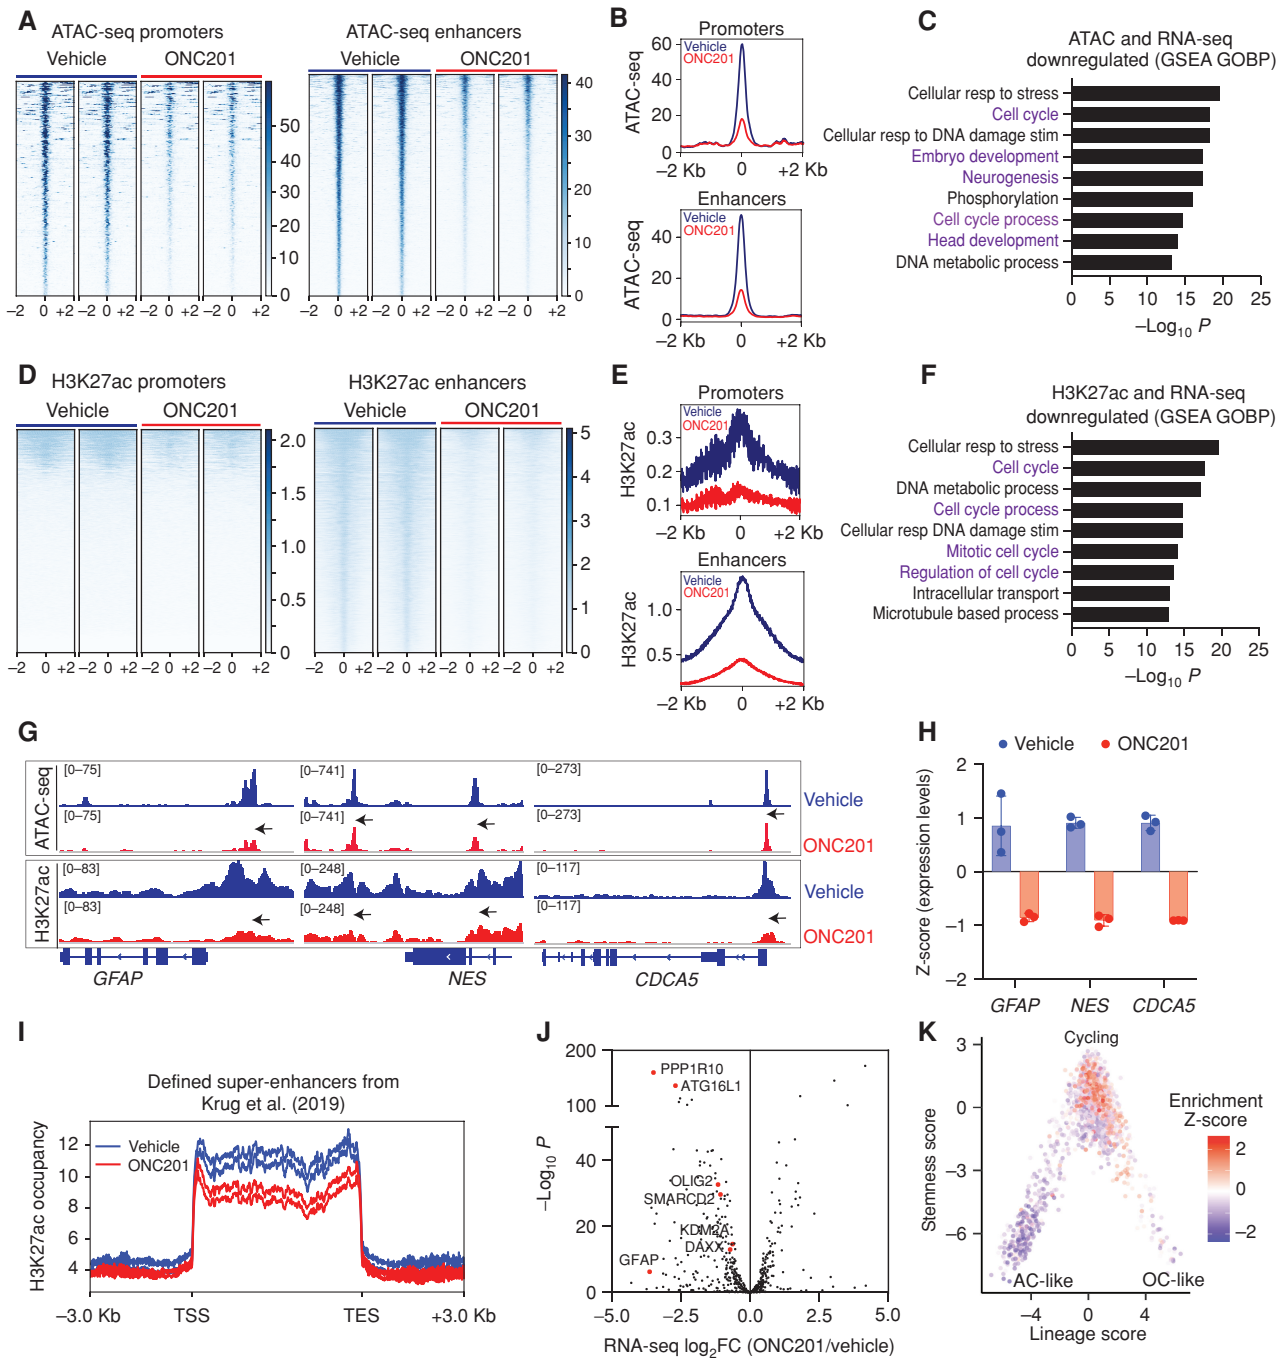 A
ATAC-seq promoters
Vehicle
ONC201
50
40
30
20
10
0
−2 0 +2 −2 0 +2 −2 0 +2 −2 0 +2
ATAC-seq enhancers
Vehicle
ONC201
40
30
20
10
0
−2 0 +2 −2 0 +2 −2 0 +2 −2 0 +2
B
Promoters
Vehicle
ONC201
ATAC-seq
60
40
20
0
−2 Kb 0 +2 Kb
Enhancers
Vehicle
ONC201
ATAC-seq
40
20
0
−2 Kb 0 +2 Kb
C
ATAC and RNA-seq
downregulated (GSEA GOBP)
Cellular resp to stress
Cell cycle
Cellular resp to DNA damage stim
Embryo development
Neurogenesis
Phosphorylation
Cell cycle process
Head development
DNA metabolic process
0 5 10 15 20 25
−Log10 P
D
H3K27ac promoters
Vehicle
ONC201
2.0
1.5
1.0
0.5
0
−2 0 +2 −2 0 +2 −2 0 +2 −2 0 +2
H3K27ac enhancers
Vehicle
ONC201
5
4
3
2
1
0
−2 0 +2 −2 0 +2 −2 0 +2 −2 0 +2
E
Promoters
Vehicle
ONC201
H3K27ac
0.3
0.2
0.1
−2 Kb 0 +2 Kb
Enhancers
Vehicle
ONC201
H3K27ac
1.0
0.5
−2 Kb 0 +2 Kb
F
H3K27ac and RNA-seq
downregulated (GSEA GOBP)
Cellular resp to stress
Cell cycle
DNA metabolic process
Cell cycle process
Cellular resp DNA damage stim
Mitotic cell cycle
Regulation of cell cycle
Intracellular transport
Microtubule based process
0 5 10 15 20 25
−Log10 P
G
ATAC-seq
[0–75] [0–741] [0–273]
Vehicle
[0–75] [0–741] [0–273]
ONC201
H3K27ac
[0–83] [0–248] [0–117]
Vehicle
[0–83] [0–248] [0–117]
ONC201
GFAP NES CDCA5
H
Vehicle ONC201
Z-score (expression levels)
2
1
0
−1
−2
GFAP NES CDCA5
I
Defined super-enhancers from
Krug et al. (2019)
Vehicle
ONC201
H3K27ac occupancy
12
10
8
6
4
−3.0 Kb TSS TES +3.0 Kb
J
−Log10 P
200
100
40
20
0
PPP1R10
ATG16L1
OLIG2
SMARCD2
KDM2A
DAXX
GFAP
−5.0 −2.5 0.0 2.5 5.0
RNA-seq log2FC (ONC201/vehicle)
K
Stemness score
3
0
−3
−6
Cycling
AC-like
OC-like
−4 0 4
Lineage score
Enrichment
Z-score
2
0
−2